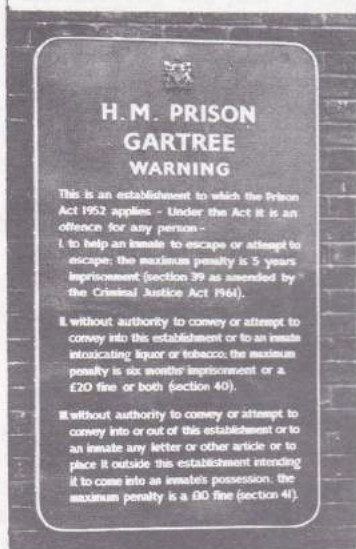 H. M. PRISON
GARTREE
WARNING
This is an establishment to which the Prison
Act 1952 applies - Under the Act it is an
offence for any person -
I. to help an inmate to escape or attempt to
escape: the maximum penalty is 5 years
imprisonment (section 39 as amended by
the Criminal Justice Act 1961).
II. without authority to convey or attempt to
convey into this establishment or to an inmate
intoxicating liquor or tobacco; the maximum
penalty is six months' imprisonment or a
£20 fine or both (section 40).
III. without authority to convey or attempt to
convey into or out of this establishment or to
an inmate any letter or other article or to
place it outside this establishment intending
it to come into an inmate's possession: the
maximum penalty is a £10 fine (section 41).